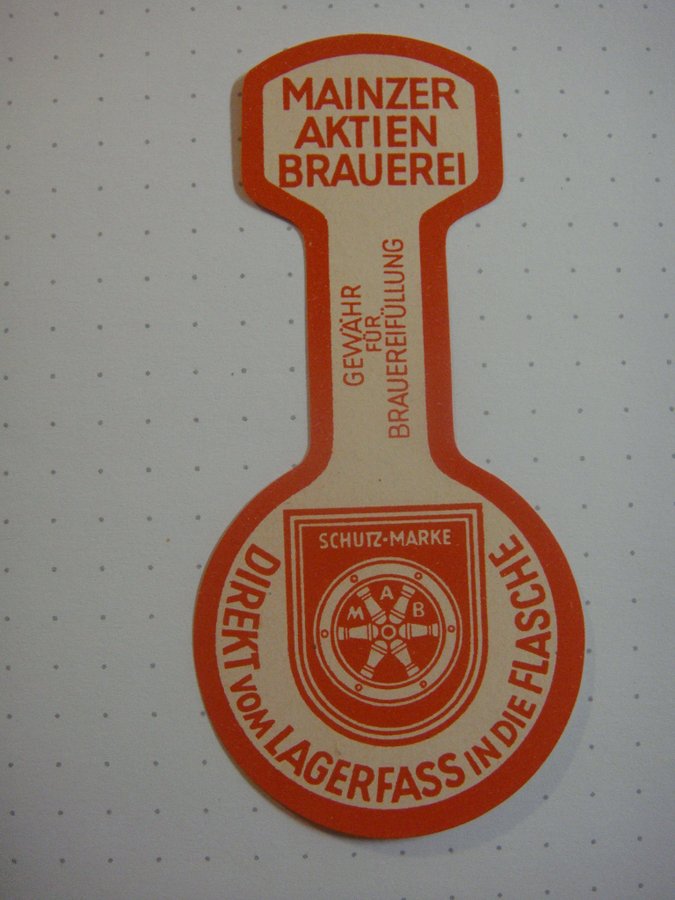 MAINZER
AKTIEN
BRAUEREI
GEWÄHR
FÜR
BRAUEREIFÜLLUNG
SCHUTZ-MARKE
M A B
DIREKT VOM LAGERFASS IN DIE FLASCHE